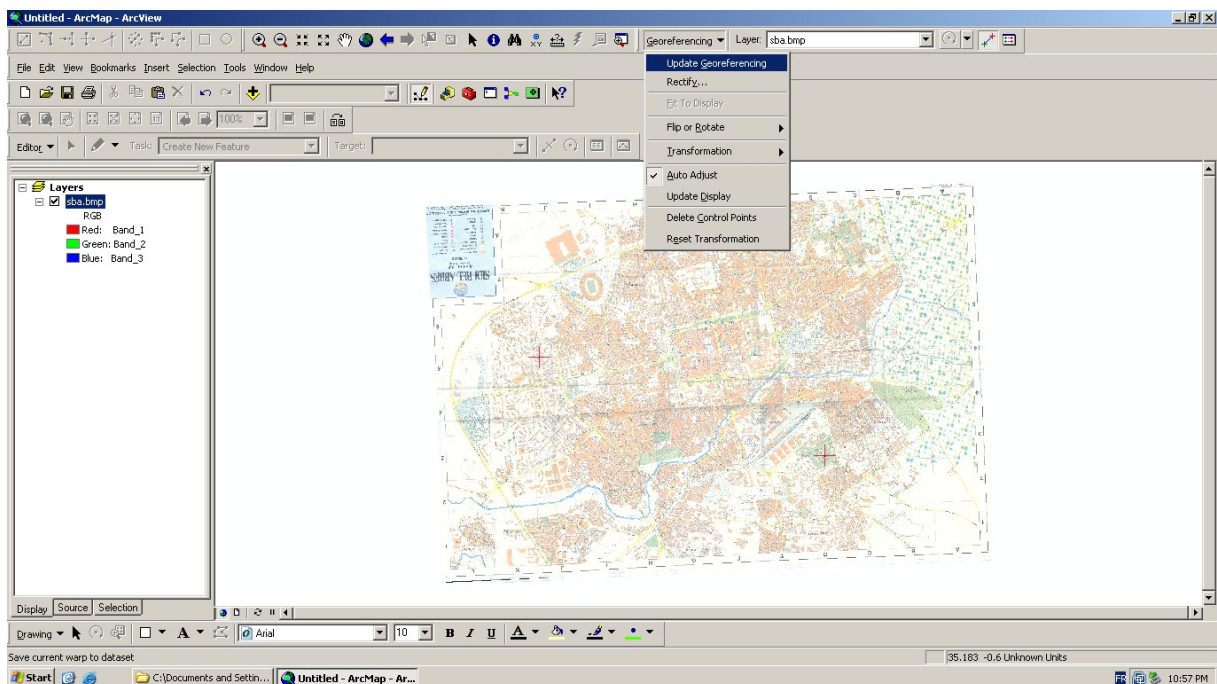 Untitled - ArcMap - ArcView
Georeferencing Layer: sba.bmp
File Edit View Bookmarks Insert Selection Tools Window Help
Update Georeferencing
Rectify...
Fit To Display
Flip or Rotate
Transformation
Auto Adjust
Update Display
Delete Control Points
Reset Transformation
100%
Editor Task: Create New Feature Target:
Layers
sba.bmp
RGB
Red: Band_1
Green: Band_2
Blue: Band_3
SIDI BEL ABBES
Display Source Selection
Drawing A Arial 10 B I U A
Save current warp to dataset 35.183 -0.6 Unknown Units
Start C:\Documents and Settin... Untitled - ArcMap - Ar... FR 10:57 PM